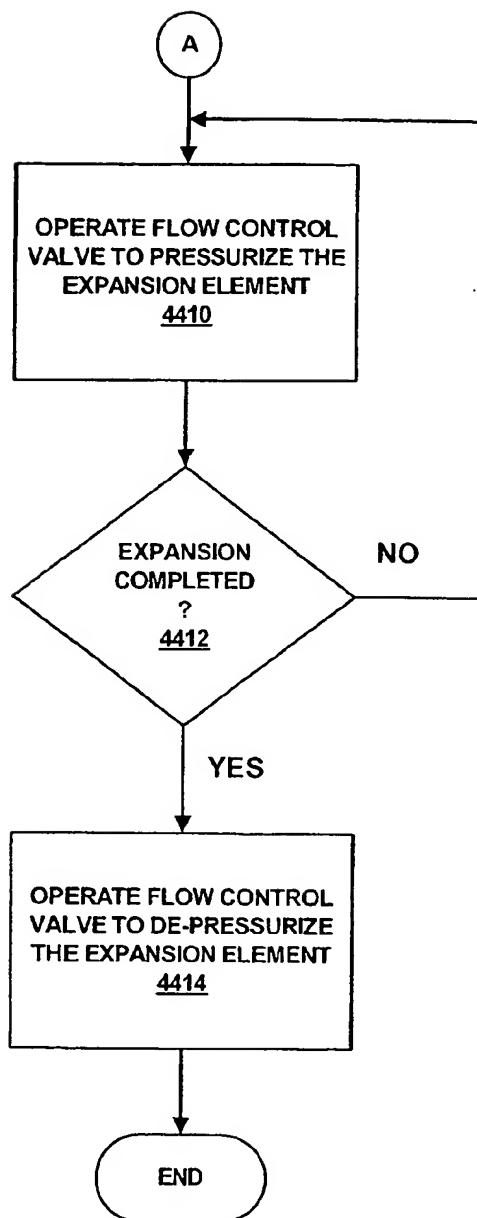 A
OPERATE FLOW CONTROL
VALVE TO PRESSURIZE THE
EXPANSION ELEMENT
4410
EXPANSION
COMPLETED
?
4412
NO
YES
OPERATE FLOW CONTROL
VALVE TO DE-PRESSURIZE
THE EXPANSION ELEMENT
4414
END